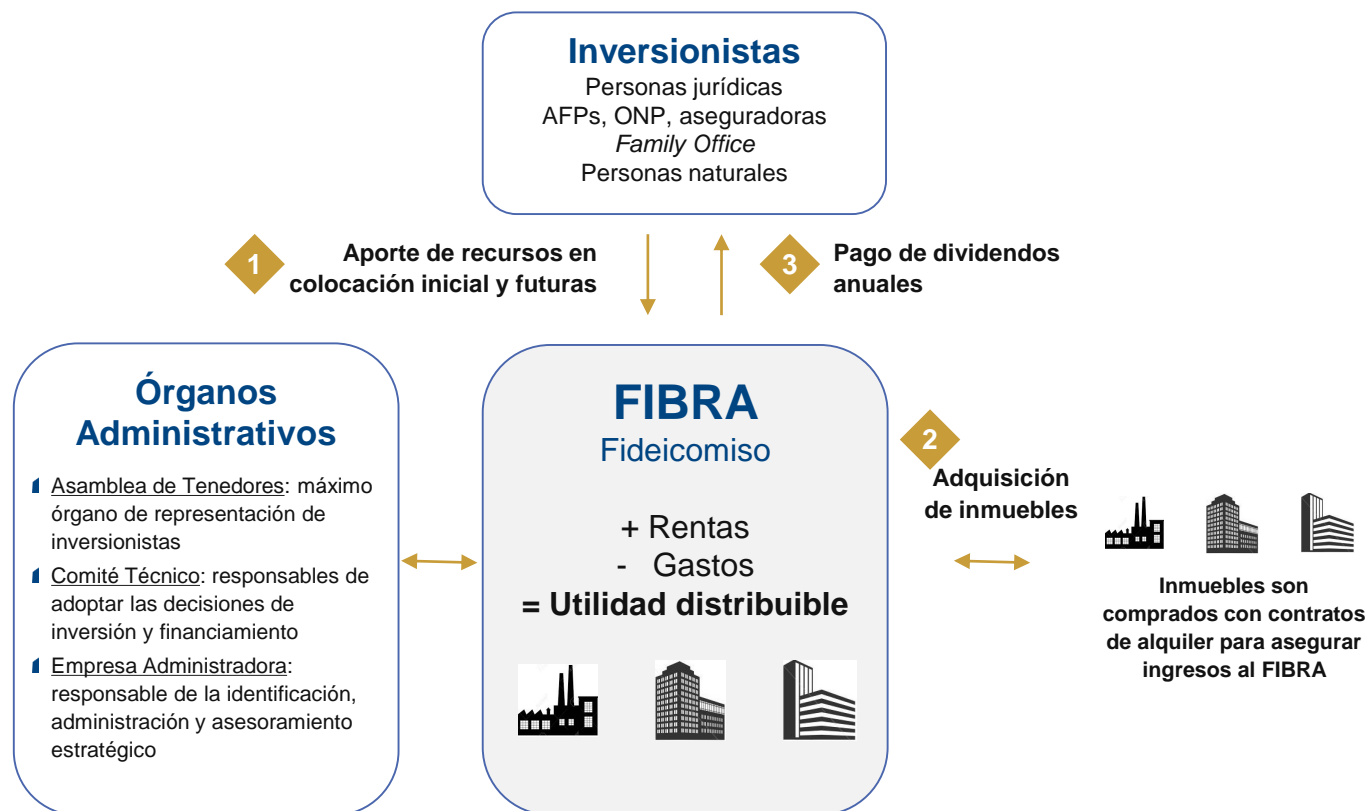 Inversionistas
Personas jurídicas
AFPs, ONP, aseguradoras
Family Office
Personas naturales
1
Aporte de recursos en
colocación inicial y futuras
3
Pago de dividendos
anuales
Órganos
Administrativos
Asamblea de Tenedores: máximo
órgano de representación de
inversionistas
Comité Técnico: responsables de
adoptar las decisiones de
inversión y financiamiento
Empresa Administradora:
responsable de la identificación,
administración y asesoramiento
estratégico
FIBRA
Fideicomiso
+ Rentas
- Gastos
= Utilidad distribuible
2
Adquisición
de inmuebles
Inmuebles son
comprados con contratos
de alquiler para asegurar
ingresos al FIBRA